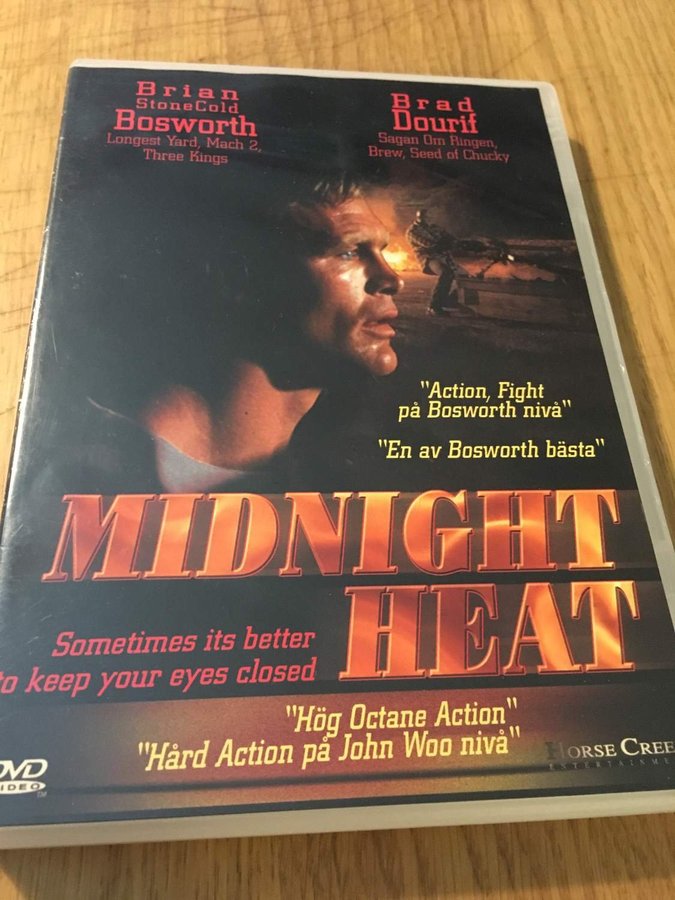 Brian
StoneCold
Bosworth
Longest Yard, Mach 2,
Three Kings
Brad
Dourif
Sagan Om Ringen,
Brew, Seed of Chucky
"Action, Fight
på Bosworth nivå"
"En av Bosworth bästa"
MIDNIGHT
HEAT
Sometimes its better
to keep your eyes closed
"Hög Octane Action"
"Hård Action på John Woo nivå"
DVD
VIDEO
HORSE CREE
ENTERTAINME